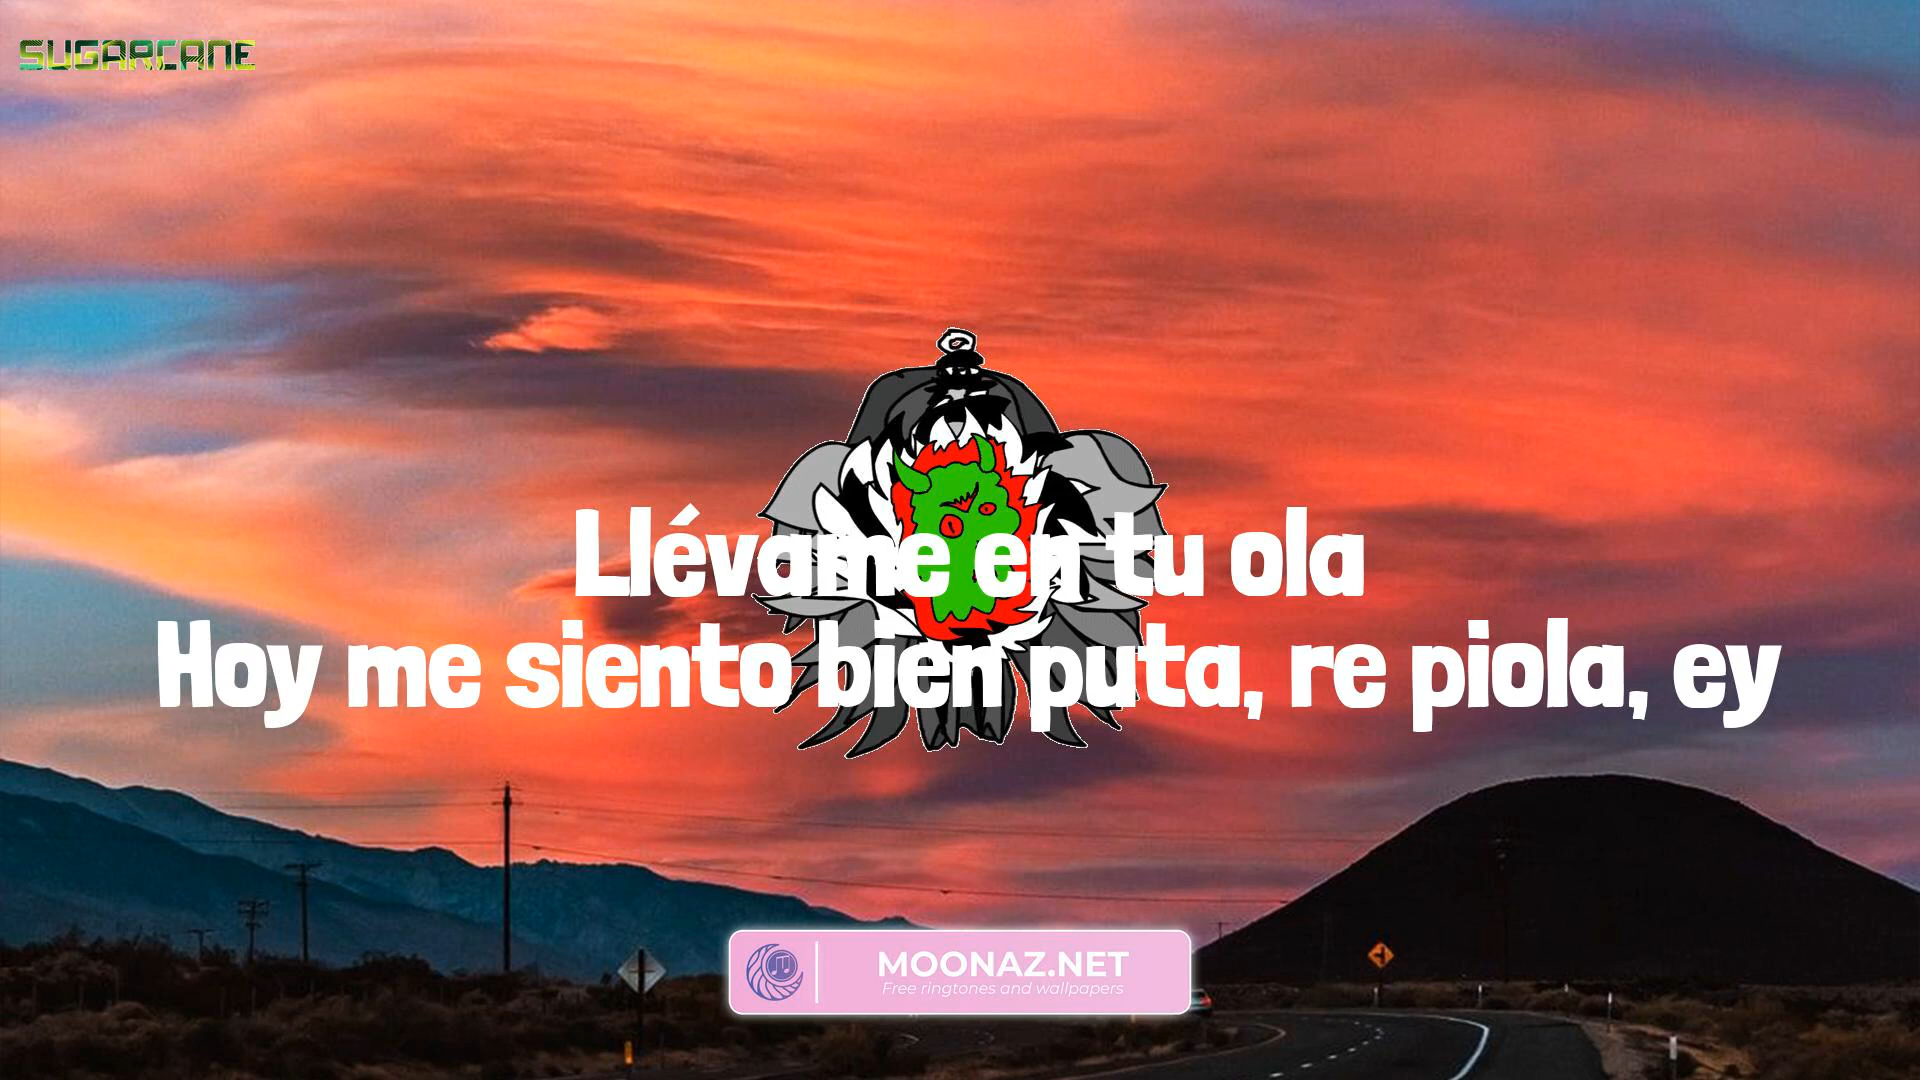 SUGARCANE
Llévame en tu ola
Hoy me siento bien puta, re piola, ey
MOONAZ.NET
Free ringtones and wallpapers